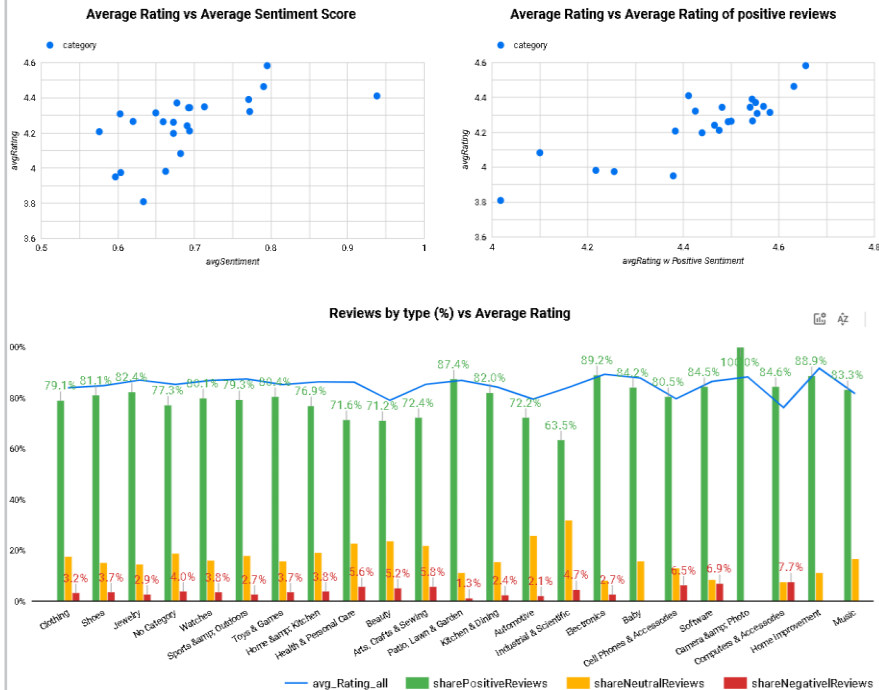 Average Rating vs Average Sentiment Score
Average Rating vs Average Rating of positive reviews
category
category
4.6
4.4
4.2
4
3.8
3.6
avgRating
0.5
0.6
0.7
0.8
0.9
1
avgSentiment
4.6
4.4
4.2
4
3.8
3.6
avgRating
4
4.2
4.4
4.6
4.8
avgRating w Positive Sentiment
Reviews by type (%) vs Average Rating
AZ
00%
80%
60%
40%
20%
0%
79.1%
81.1%
82.4%
77.3%
80.1%
79.3%
80.4%
76.9%
71.6%
71.2%
72.4%
87.4%
82.0%
72.2%
63.5%
89.2%
84.2%
80.5%
84.5%
100.0%
84.6%
88.9%
83.3%
3.2%
3.7%
2.9%
4.0%
3.8%
2.7%
3.7%
3.8%
5.6%
5.2%
5.8%
1.3%
2.4%
2.1%
4.7%
2.7%
6.5%
6.9%
7.7%
Clothing
Shoes
Jewelry
No Category
Watches
Sports &amp; Outdoors
Toys & Games
Home &amp; Kitchen
Health & Personal Care
Beauty
Arts, Crafts & Sewing
Patio, Lawn & Garden
Kitchen & Dining
Automotive
Industrial & Scientific
Electronics
Baby
Cell Phones & Accessories
Software
Camera &amp; Photo
Computers & Accessories
Home Improvement
Music
avg_Rating_all
sharePositiveReviews
shareNeutralReviews
shareNegativelReviews